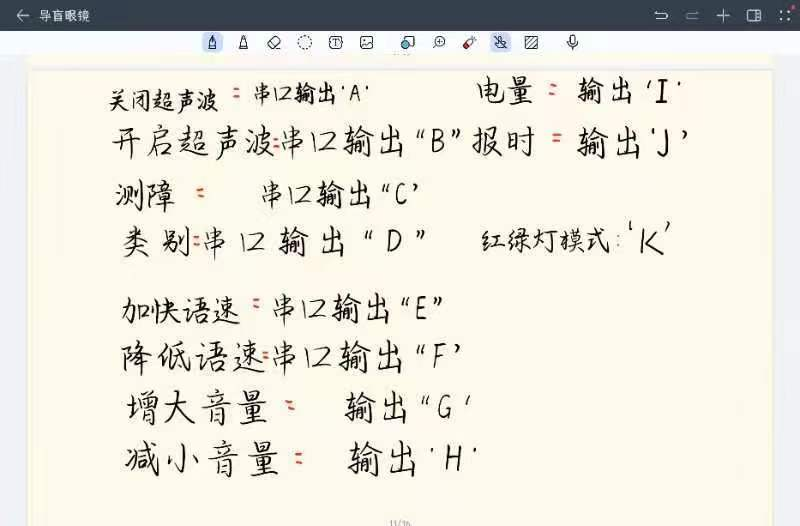 导盲眼镜
关闭超声波=串口输出'A' 电量=输出'I'
开启超声波=串口输出“B” 报时=输出'J’
测障=串口输出“C’
类别=串口输出“D” 红绿灯模式:‘K’
加快语速=串口输出“E”
降低语速=串口输出“F’
增大音量=输出“G‘
减小音量=输出'H'
11/16